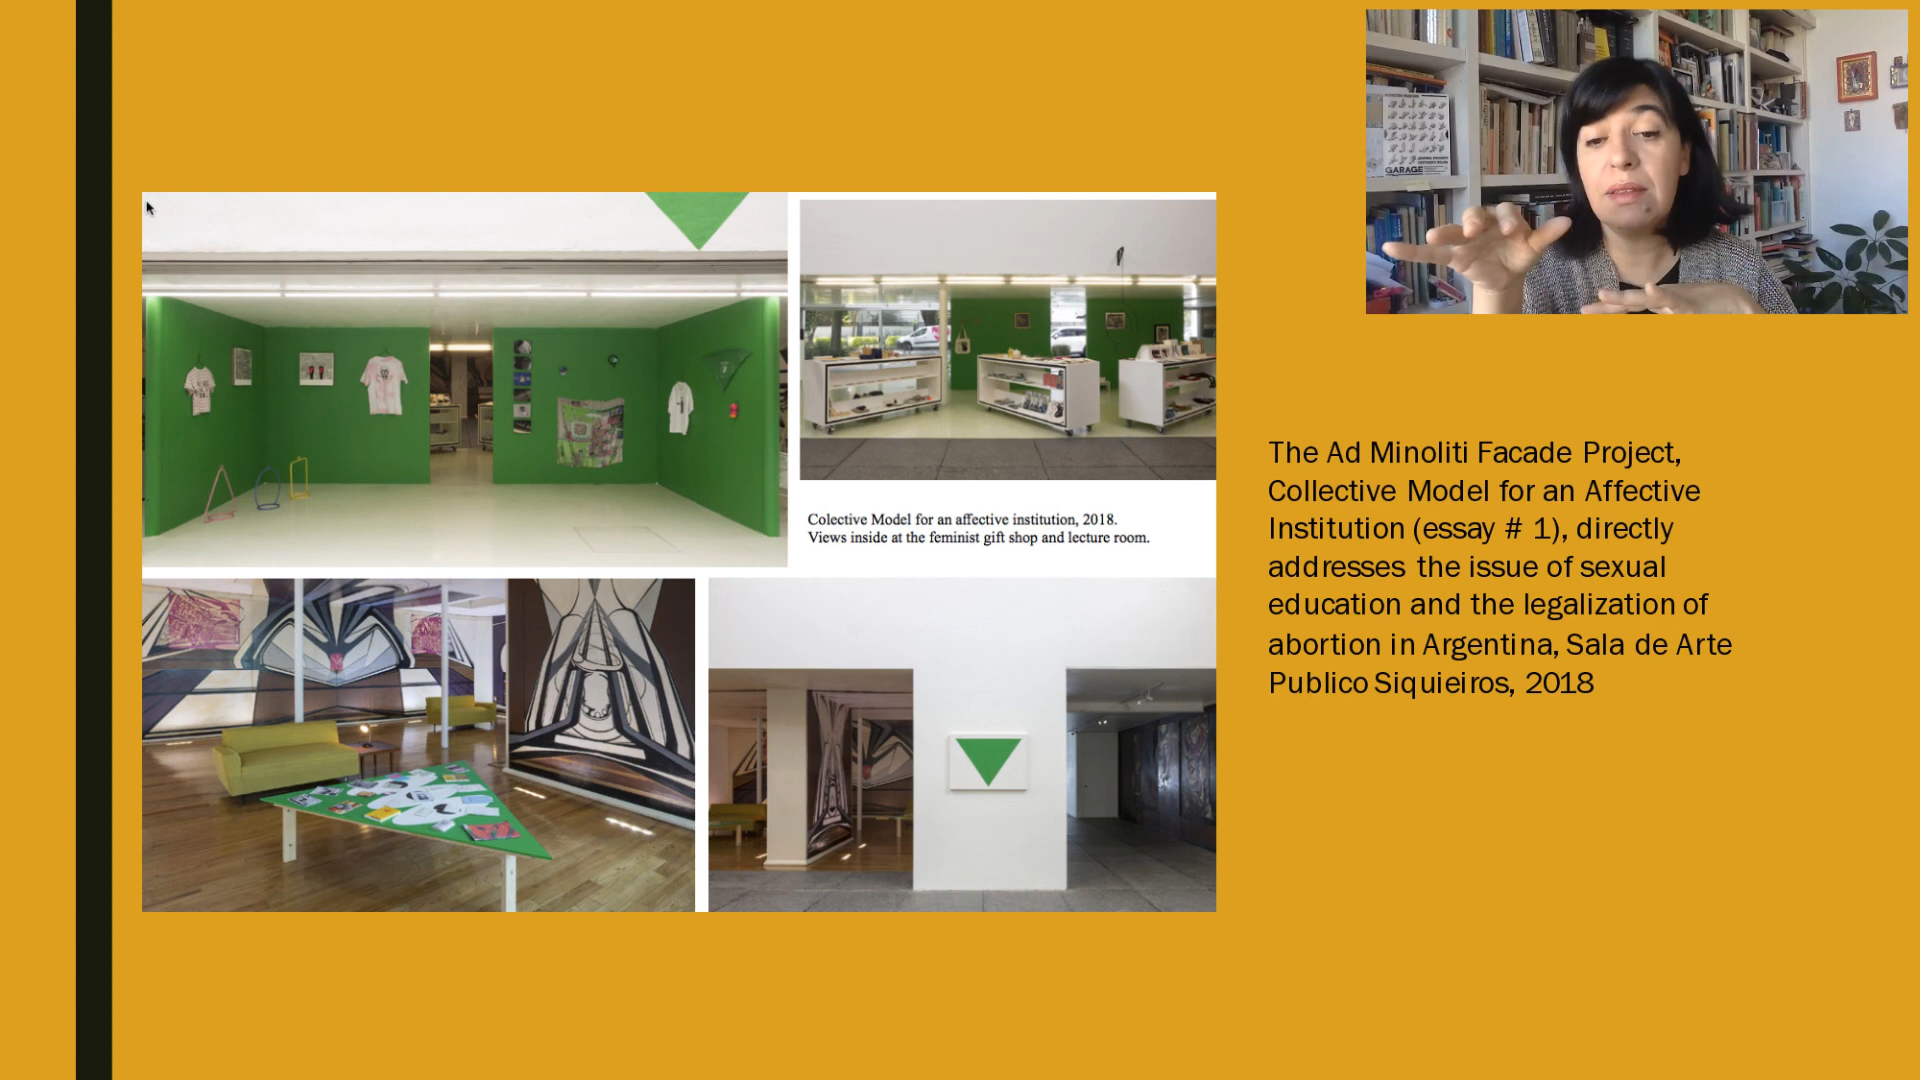 GARAGE
Colective Model for an affective institution, 2018.
Views inside at the feminist gift shop and lecture room.
The Ad Minoliti Facade Project,
Collective Model for an Affective
Institution (essay # 1), directly
addresses the issue of sexual
education and the legalization of
abortion in Argentina, Sala de Arte
Publico Siquieiros, 2018